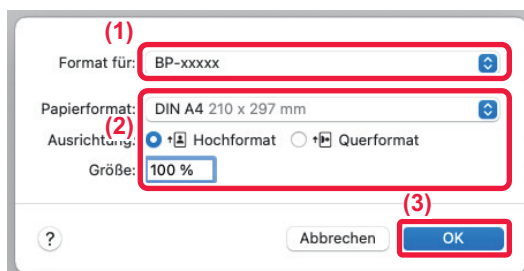 (1)
Format für: BP-xxxxx
Papierformat: DIN A4 210 x 297 mm
(2)
Ausrichtung: Hochformat Querformat
Größe: 100 %
(3)
? Abbrechen OK